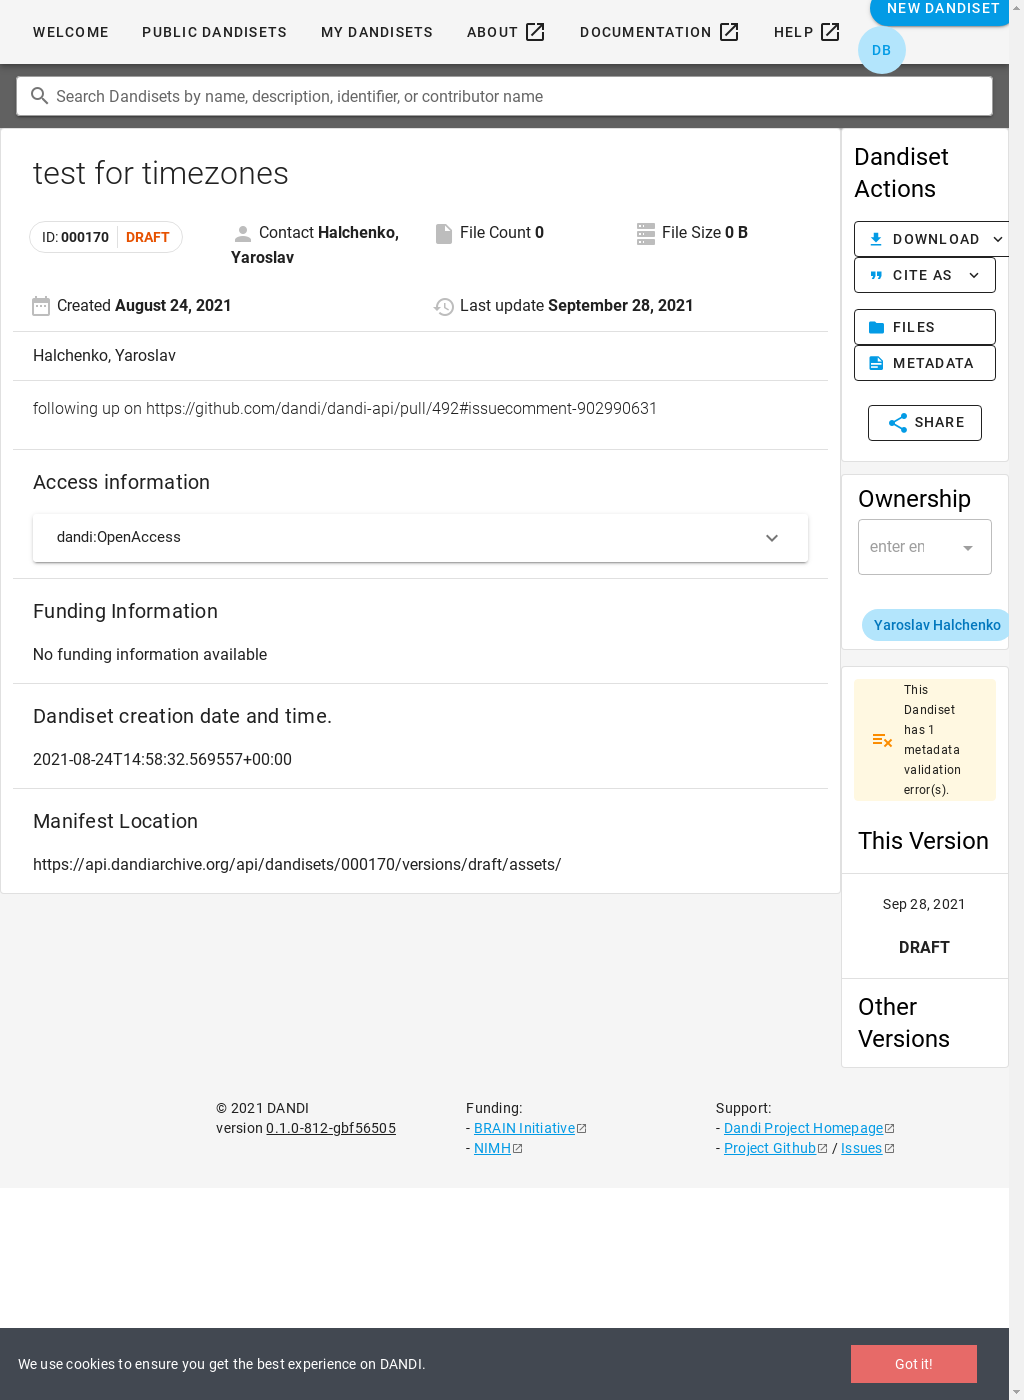 WELCOME PUBLIC DANDISETS MY DANDISETS ABOUT DOCUMENTATION HELP NEW DANDISET
DB
Search Dandisets by name, description, identifier, or contributor name
test for timezones
ID: 000170 DRAFT
Contact Halchenko,
Yaroslav
File Count 0
File Size 0 B
Created August 24, 2021
Last update September 28, 2021
Halchenko, Yaroslav
following up on https://github.com/dandi/dandi-api/pull/492#issuecomment-902990631
Access information
dandi:OpenAccess
Funding Information
No funding information available
Dandiset creation date and time.
2021-08-24T14:58:32.569557+00:00
Manifest Location
https://api.dandiarchive.org/api/dandisets/000170/versions/draft/assets/
Dandiset
Actions
DOWNLOAD
CITE AS
FILES
METADATA
SHARE
Ownership
enter en
Yaroslav Halchenko
This
Dandiset
has 1
metadata
validation
error(s).
This Version
Sep 28, 2021
DRAFT
Other
Versions
© 2021 DANDI
version 0.1.0-812-gbf56505
Funding:
- BRAIN Initiative
- NIMH
Support:
- Dandi Project Homepage
- Project Github / Issues
We use cookies to ensure you get the best experience on DANDI.
Got it!